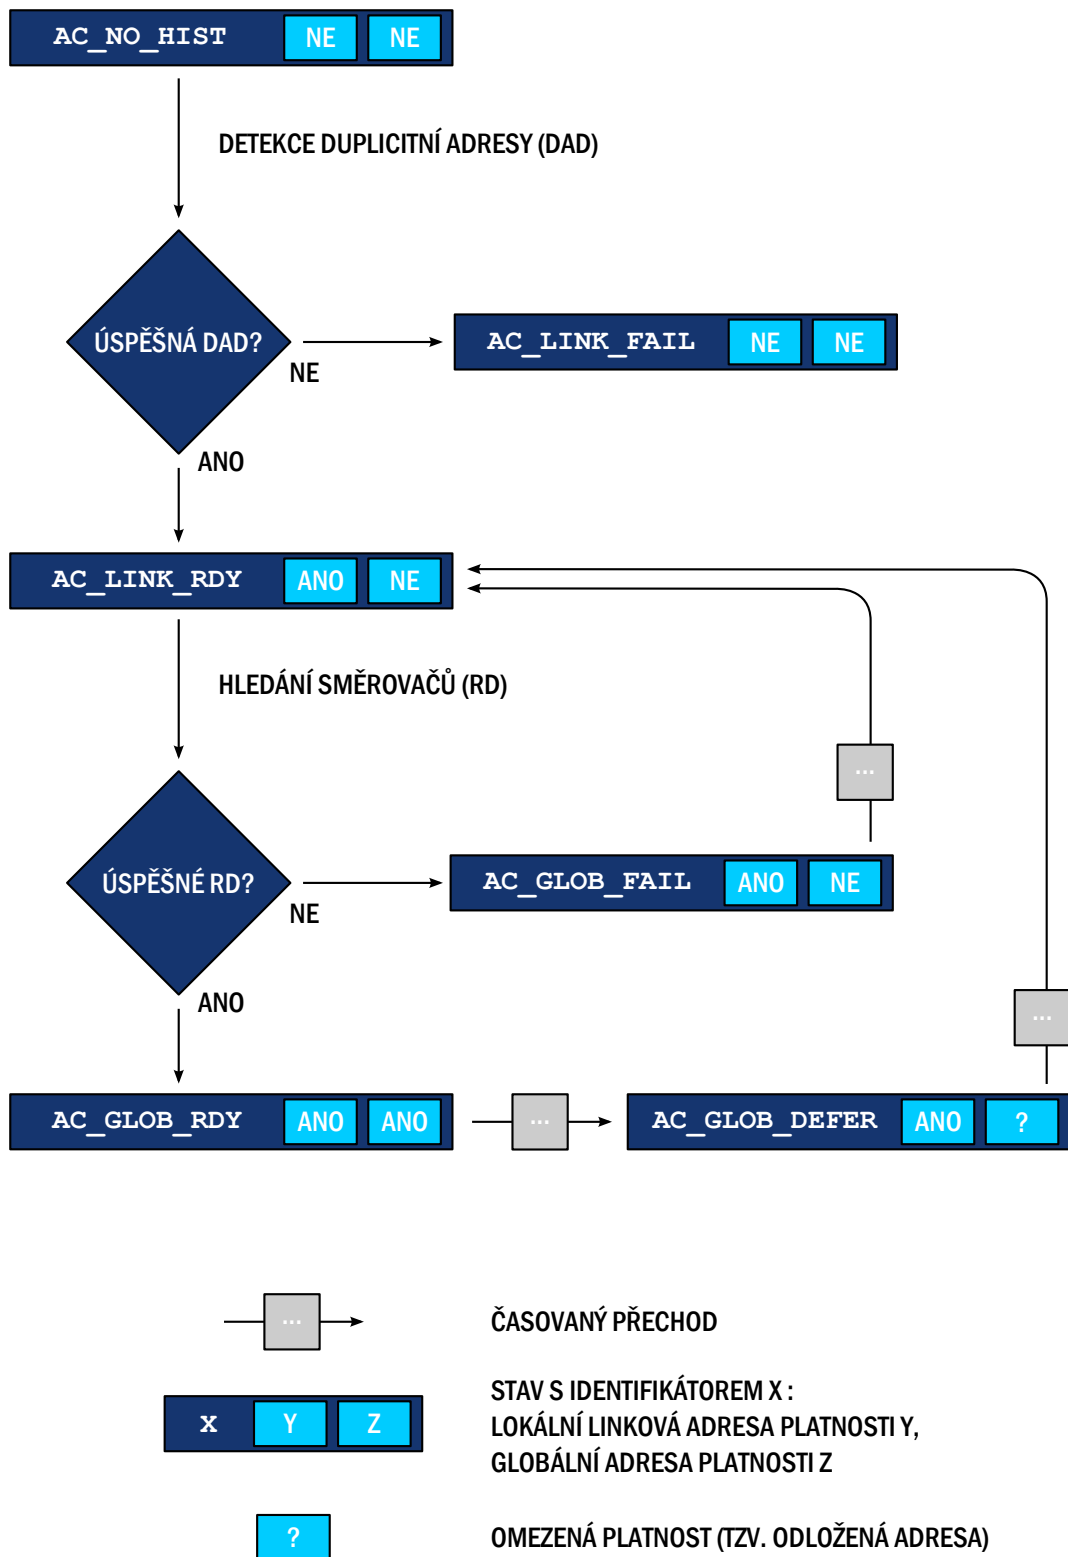 AC_NO_HIST NE NE
DETEKCE DUPLICITNÍ ADRESY (DAD)
ÚSPĚŠNÁ DAD?
NE
AC_LINK_FAIL NE NE
ANO
AC_LINK_RDY ANO NE
HLEDÁNÍ SMĚROVAČŮ (RD)
...
ÚSPĚŠNÉ RD?
NE
AC_GLOB_FAIL ANO NE
ANO
...
AC_GLOB_RDY ANO ANO
...
AC_GLOB_DEFER ANO ?
...
ČASOVANÝ PŘECHOD
X Y Z
STAV S IDENTIFIKÁTOREM X :
LOKÁLNÍ LINKOVÁ ADRESA PLATNOSTI Y,
GLOBÁLNÍ ADRESA PLATNOSTI Z
?
OMEZENÁ PLATNOST (TZV. ODLOŽENÁ ADRESA)